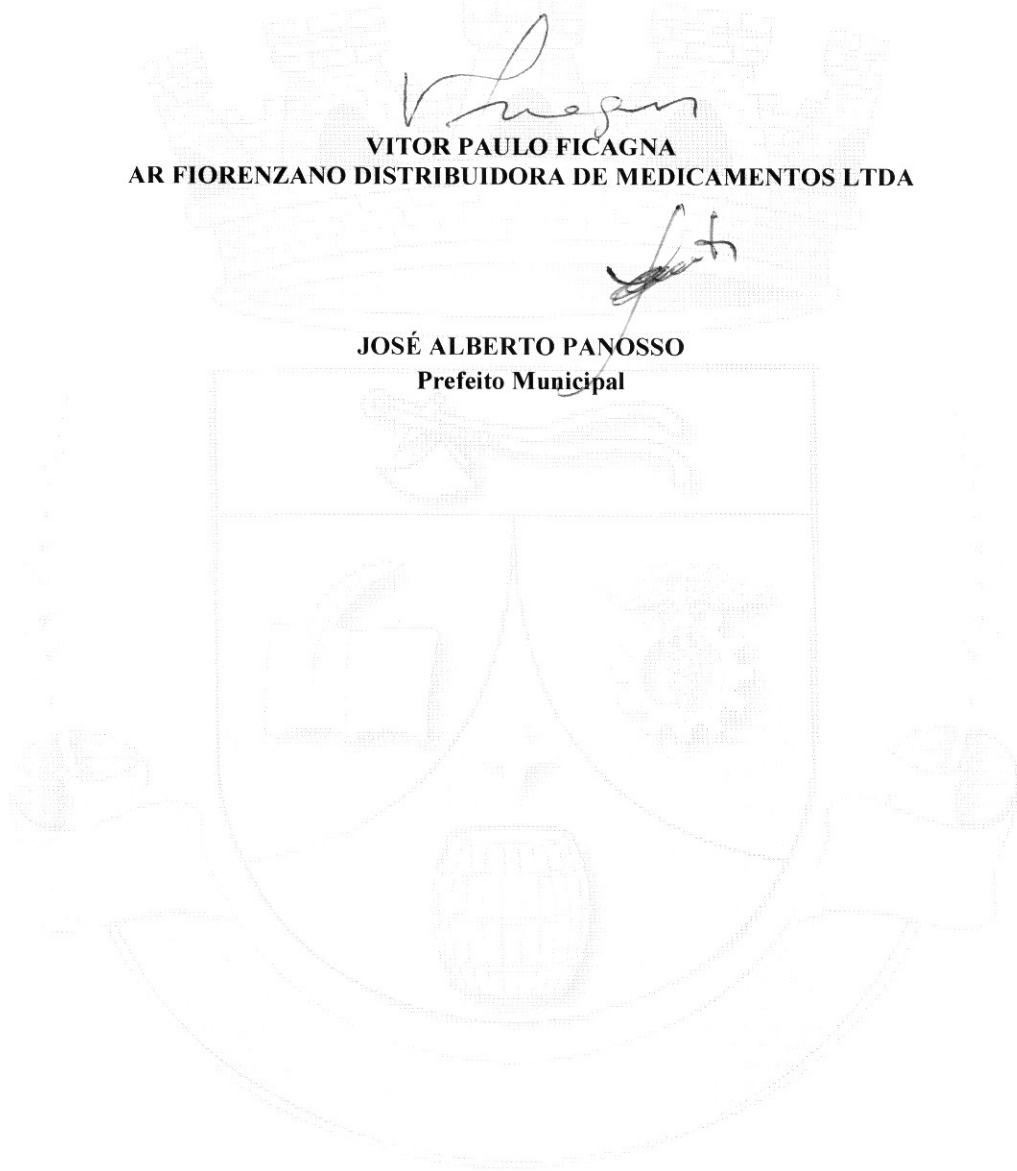 VITOR PAULO FICAGNA
AR FIORENZANO DISTRIBUIDORA DE MEDICAMENTOS LTDA
JOSÉ ALBERTO PANOSSO
Prefeito Municipal